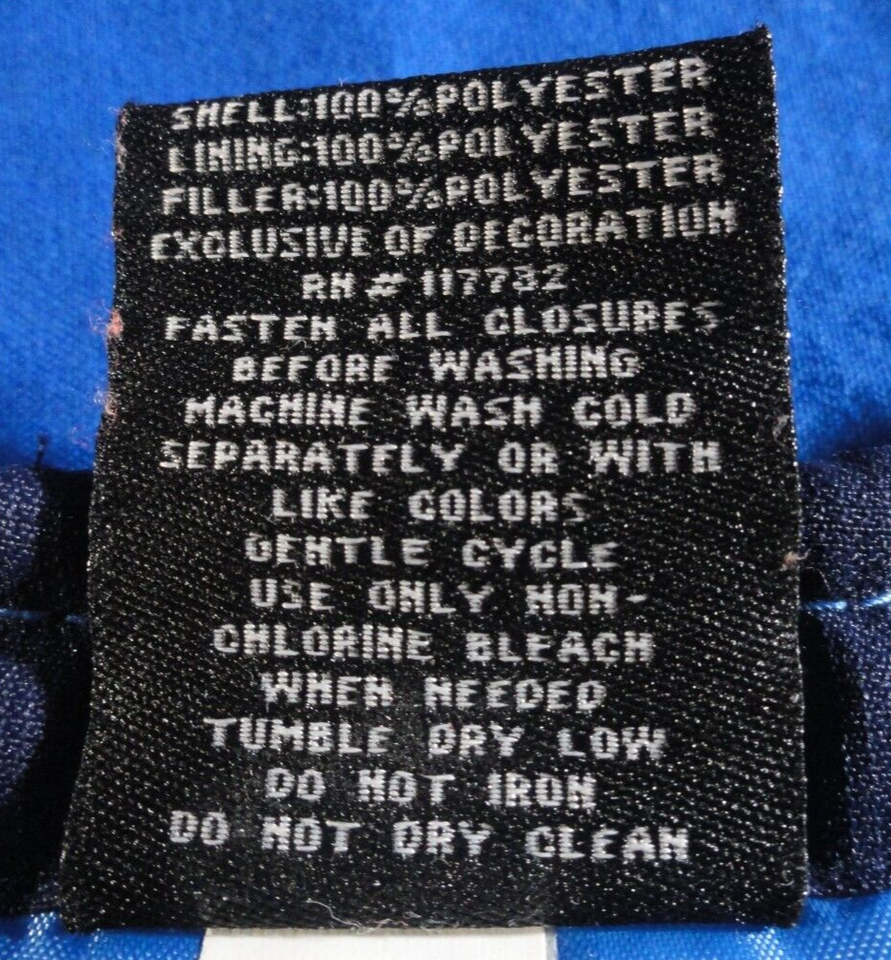 SHELL:100%POLYESTER
LINING:100%POLYESTER
FILLER:100%POLYESTER
EXCLUSIVE OF DECORATION
RN # 117732
FASTEN ALL CLOSURES
BEFORE WASHING
MACHINE WASH COLD
SEPARATELY OR WITH
LIKE COLORS
GENTLE CYCLE
USE ONLY NON-
CHLORINE BLEACH
WHEN NEEDED
TUMBLE DRY LOW
DO NOT IRON
DO NOT DRY CLEAN